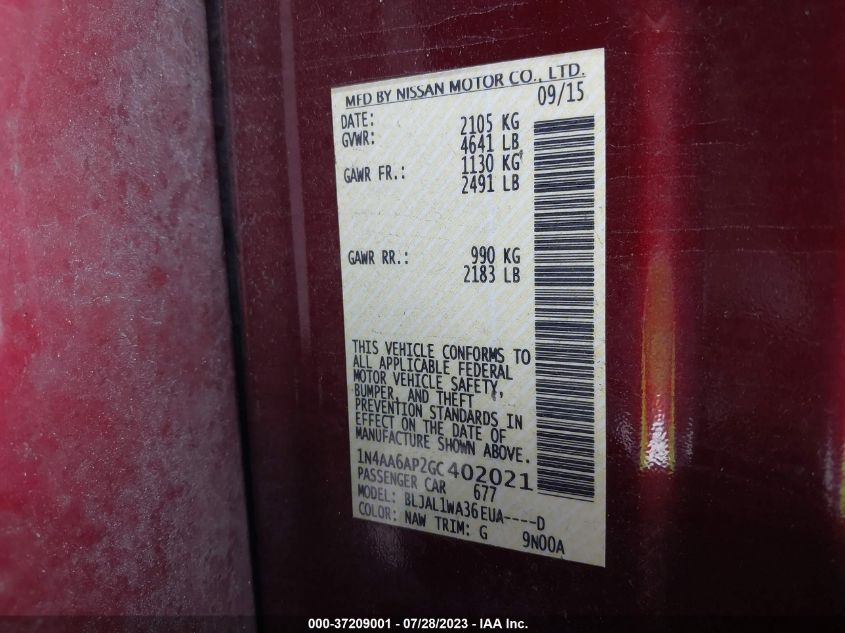 MFD BY NISSAN MOTOR CO., LTD.
DATE: 09/15
GVWR: 2105 KG
4641 LB
GAWR FR.: 1130 KG
2491 LB
GAWR RR.: 990 KG
2183 LB
THIS VEHICLE CONFORMS TO
ALL APPLICABLE FEDERAL
MOTOR VEHICLE SAFETY,
BUMPER, AND THEFT
PREVENTION STANDARDS IN
EFFECT ON THE DATE OF
MANUFACTURE SHOWN ABOVE.
1N4AA6AP2GC402021
PASSENGER CAR 677
MODEL: BLJAL1WA36EUA----D
COLOR: NAW TRIM: G 9N00A
000-37209001 / 07/28/2023 - IAA Inc.